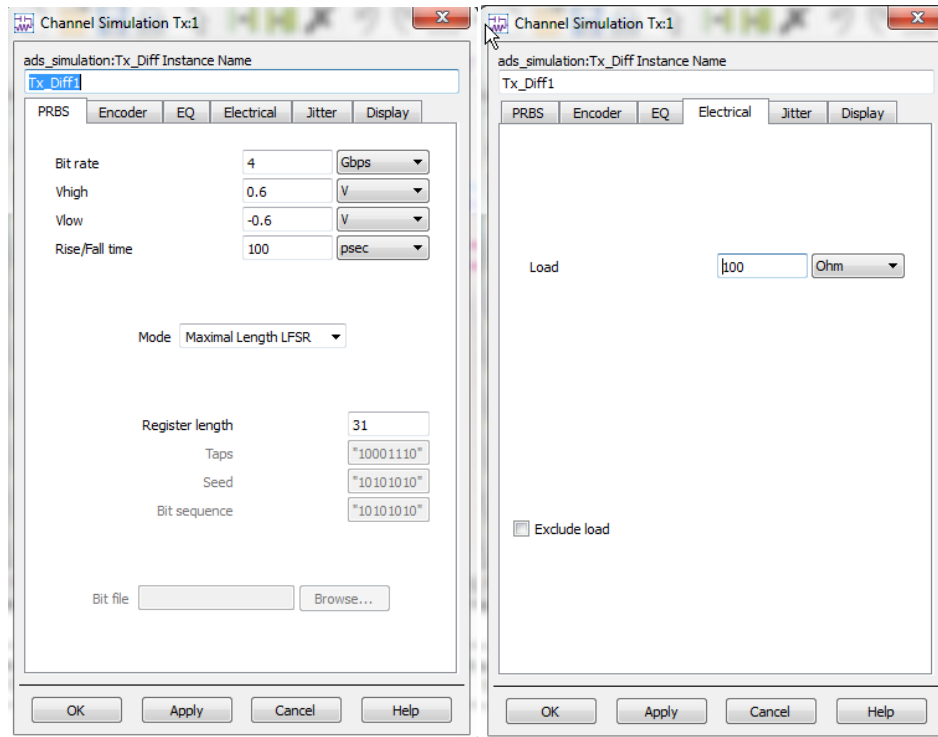 Channel Simulation Tx:1
ads_simulation:Tx_Diff Instance Name
Tx_Diff1
PRBS Encoder EQ Electrical Jitter Display
Bit rate 4 Gbps
Vhigh 0.6 V
Vlow -0.6 V
Rise/Fall time 100 psec
Mode Maximal Length LFSR
Register length 31
Taps "10001110"
Seed "10101010"
Bit sequence "10101010"
Bit file Browse...
OK Apply Cancel Help
Channel Simulation Tx:1
ads_simulation:Tx_Diff Instance Name
Tx_Diff1
PRBS Encoder EQ Electrical Jitter Display
Load 100 Ohm
Exclude load
OK Apply Cancel Help